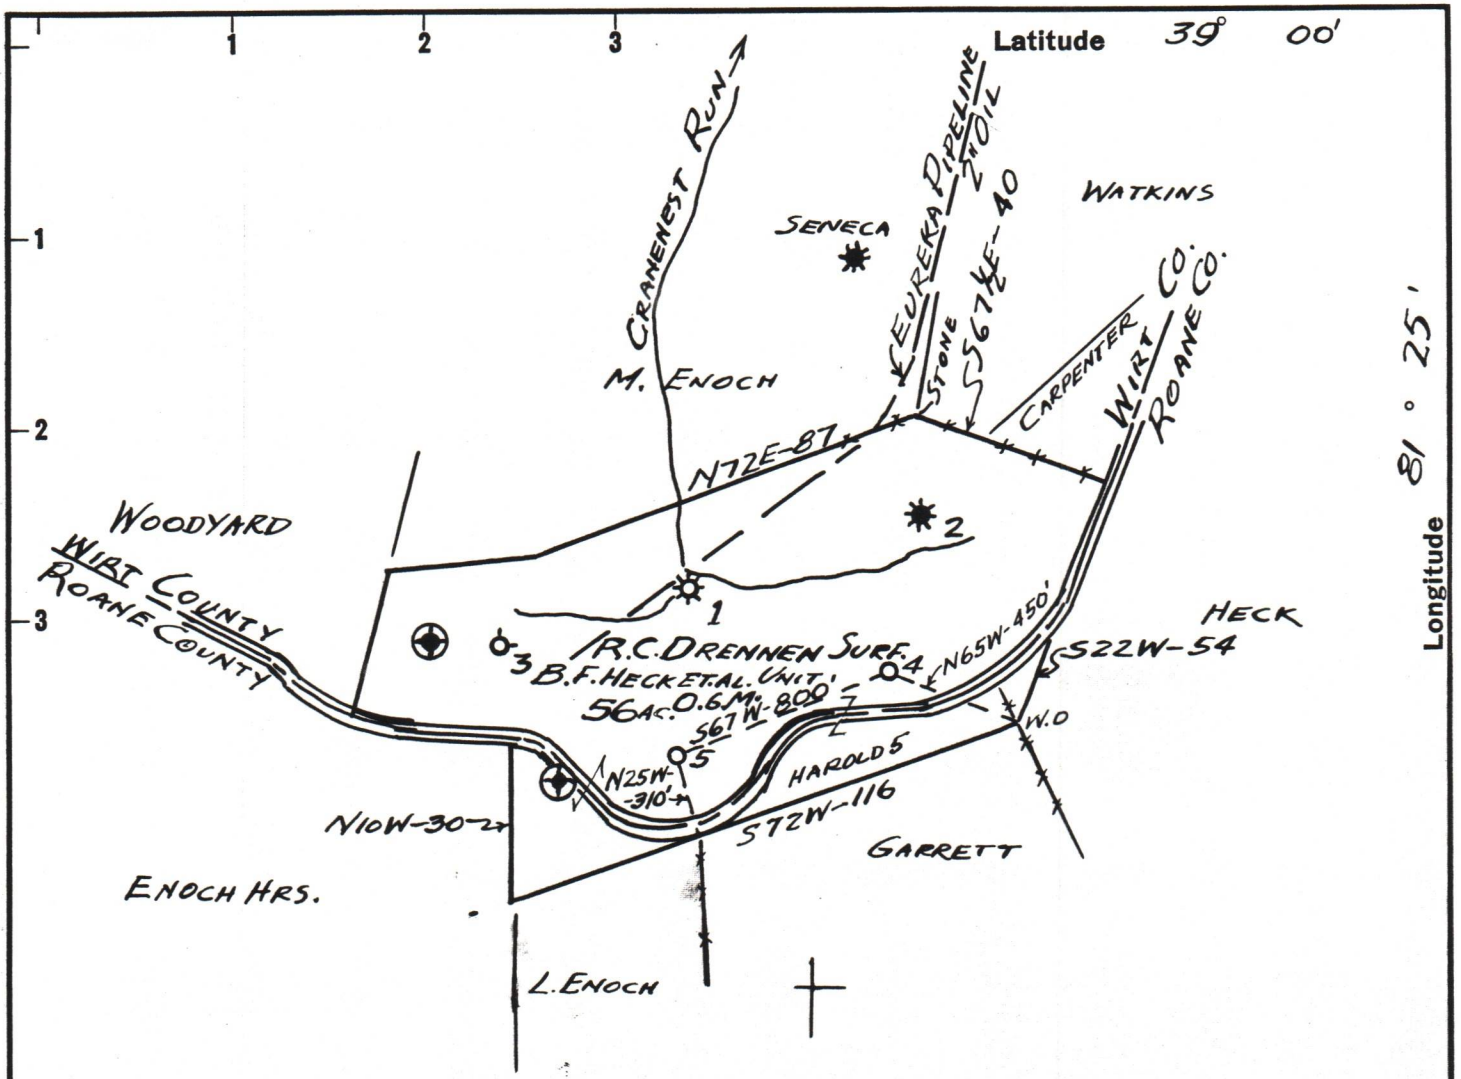 1 2 3 Latitude 39° 00'
1
2
3
81° 25'
Longitude
CRANENEST RUN
EUREKA PIPELINE
2" OIL
S67½E-40
STONE
WATKINS
SENECA
M. ENOCH
CARPENTER
WIRT CO.
ROANE CO.
N72E-87
WOODYARD
WIRT COUNTY
ROANE COUNTY
2
1
3
R.C. DRENNEN SURF.
B.F. HECK ET.AL. UNIT
56 AC. O.G.M.
4
N65W-450'
HECK
S22W-54
S67W-800'
5
W.O
HAROLD 5
N25W-
-310'
S72W-116
N10W-30
GARRETT
ENOCH HRS.
L. ENOCH